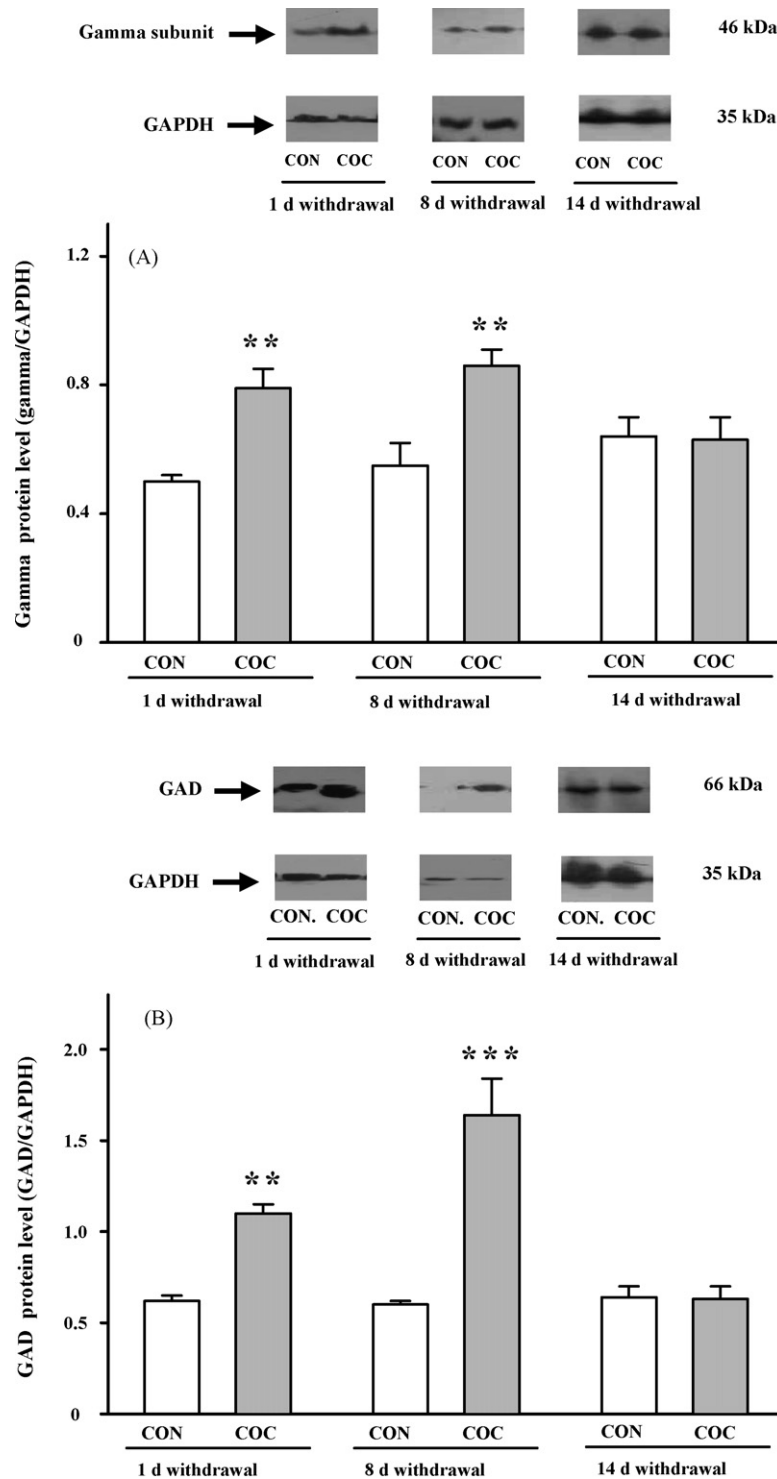 Gamma subunit 46 kDa
GAPDH 35 kDa
CON COC CON COC CON COC
1 d withdrawal 8 d withdrawal 14 d withdrawal
(A)
Gamma protein level (gamma/GAPDH)
1.2
0.8
0.4
0
** **
CON COC CON COC CON COC
1 d withdrawal 8 d withdrawal 14 d withdrawal
GAD 66 kDa
GAPDH 35 kDa
CON. COC CON. COC CON. COC
1 d withdrawal 8 d withdrawal 14 d withdrawal
(B)
GAD protein level (GAD/GAPDH)
2.0
1.5
1.0
0.5
0
** ***
CON COC CON COC CON COC
1 d withdrawal 8 d withdrawal 14 d withdrawal